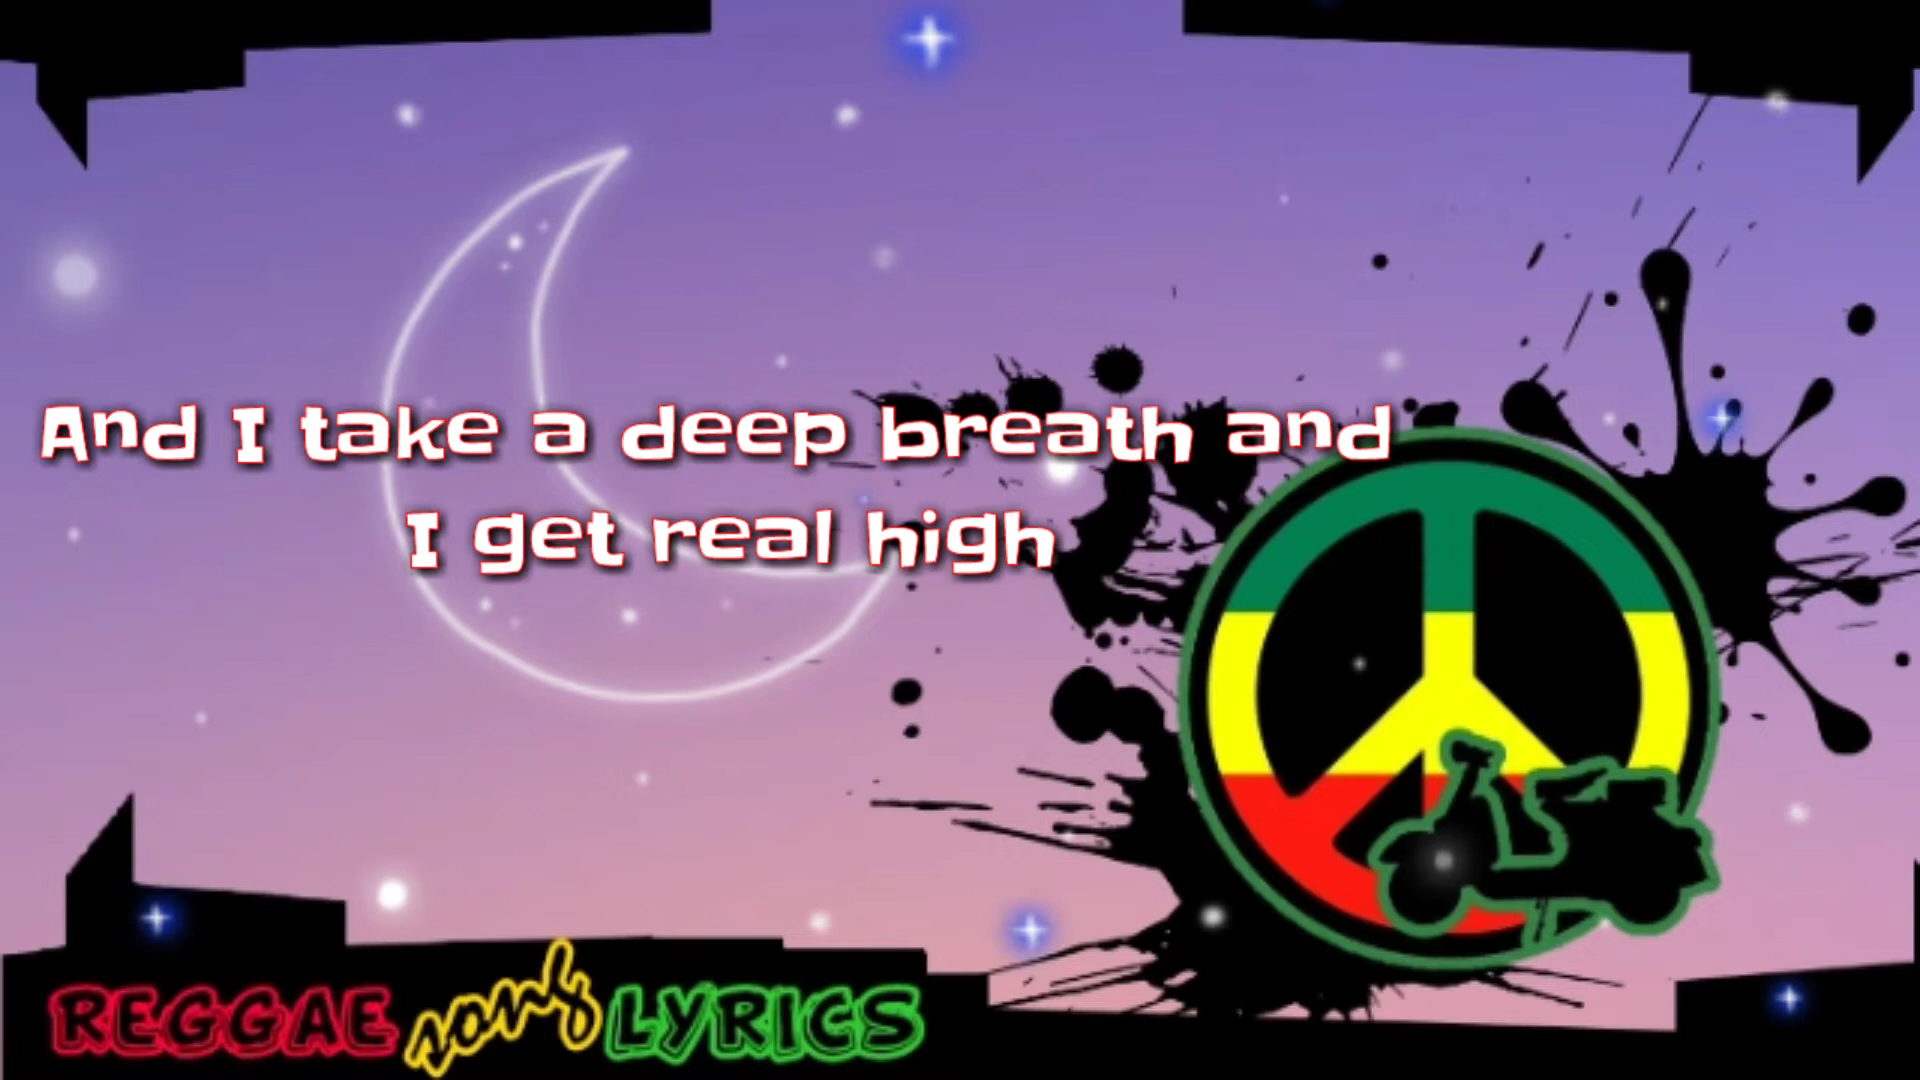 And I take a deep breath and
I get real high
REGGAE song LYRICS